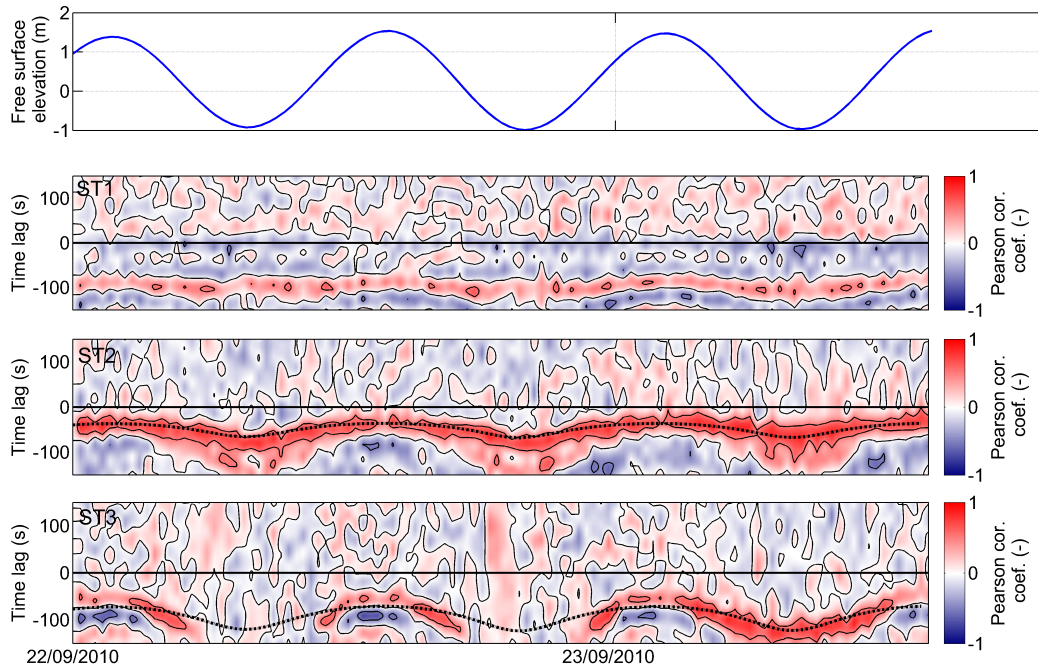 2
1
0
-1
Free surface
elevation (m)
ST1
100
0
-100
Time lag (s)
1
0
-1
Pearson cor.
coef. (-)
ST2
100
0
-100
Time lag (s)
1
0
-1
Pearson cor.
coef. (-)
ST3
100
0
-100
Time lag (s)
1
0
-1
Pearson cor.
coef. (-)
22/09/2010
23/09/2010